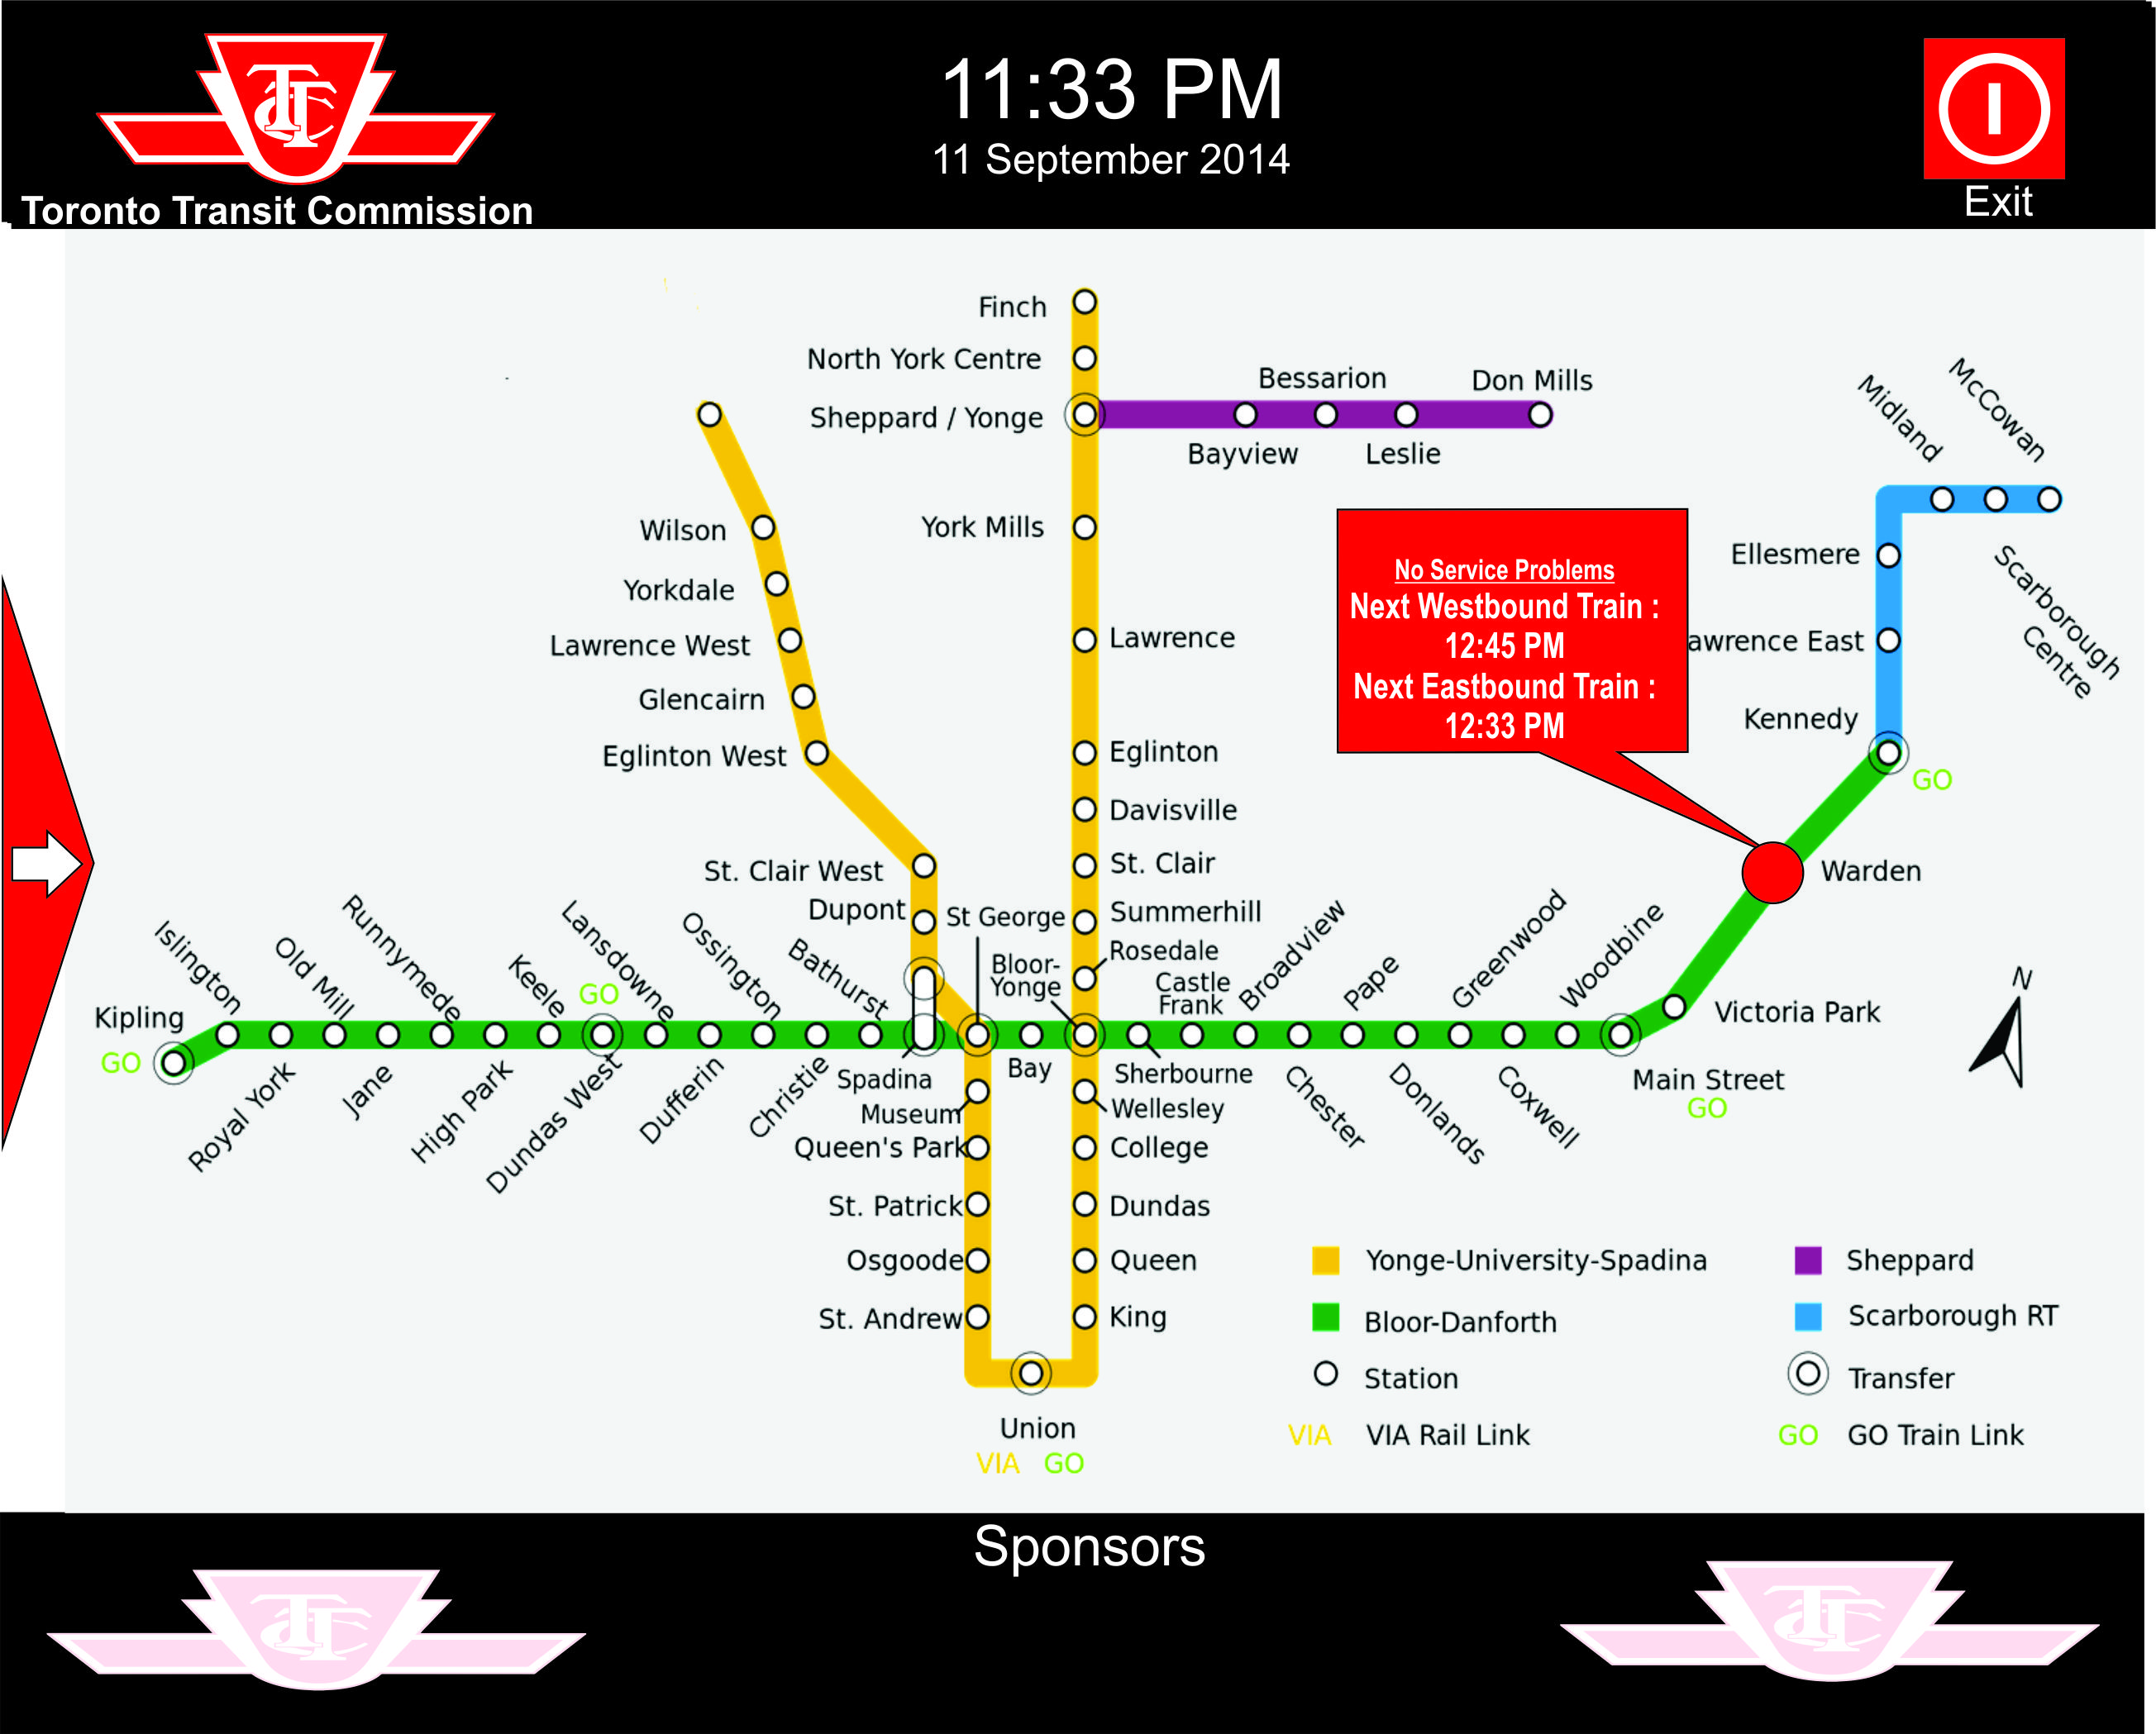 11:33 PM
11 September 2014
TTC
Toronto Transit Commission
Exit
Finch
North York Centre
Sheppard / Yonge
Bessarion
Don Mills
Bayview
Leslie
Midland
McCowan
Wilson
York Mills
Ellesmere
Scarborough
Centre
Yorkdale
Lawrence West
Lawrence
awrence East
No Service Problems
Next Westbound Train :
12:45 PM
Next Eastbound Train :
12:33 PM
Glencairn
Kennedy
GO
Eglinton West
Eglinton
Davisville
St. Clair West
St. Clair
Warden
Dupont
St George
Summerhill
Rosedale
Bloor-
Yonge
Castle
Frank
Kipling
GO
Islington
Old Mill
Runnymede
Keele
GO
Lansdowne
Ossington
Bathurst
Broadview
Pape
Greenwood
Woodbine
Victoria Park
N
Royal York
Jane
High Park
Dundas West
Dufferin
Christie
Spadina
Bay
Sherbourne
Chester
Donlands
Coxwell
Main Street
GO
Museum
Wellesley
Queen's Park
College
St. Patrick
Dundas
Osgoode
Queen
St. Andrew
King
Union
VIA GO
Yonge-University-Spadina
Sheppard
Bloor-Danforth
Scarborough RT
Station
Transfer
VIA VIA Rail Link
GO GO Train Link
Sponsors
TTC
TTC